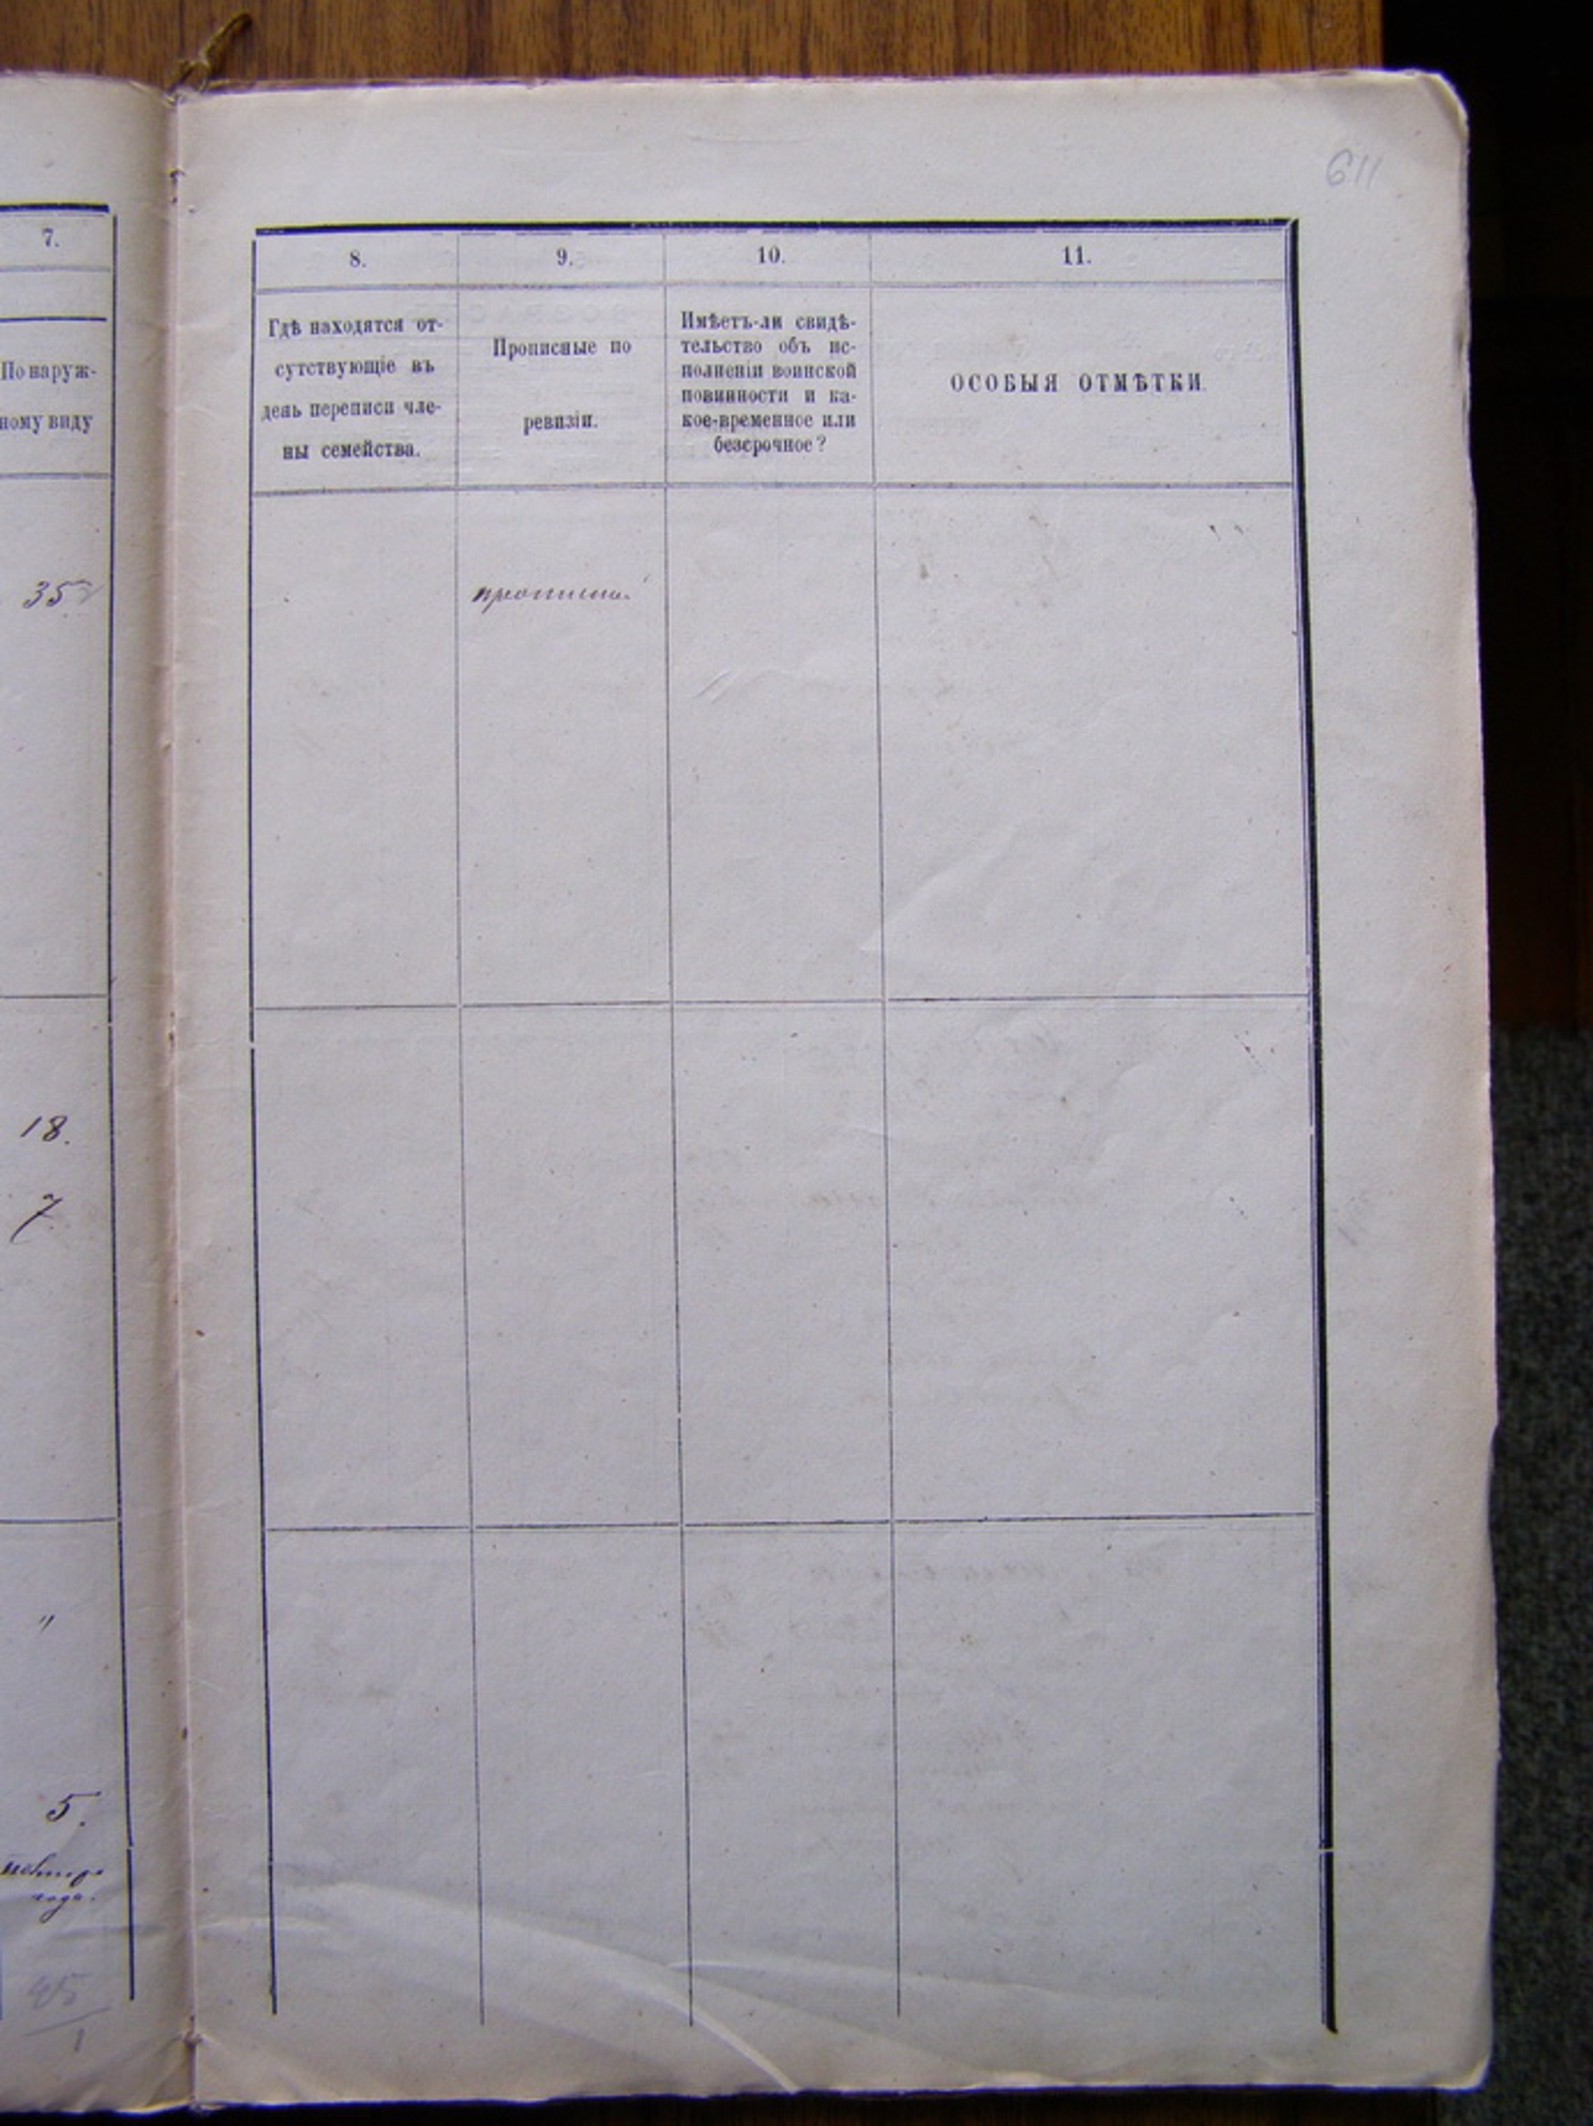 611
7.
По наруж-
ному виду
35
18.
7
"
5.
года.
45
1
8.
9.
10.
11.
Гдѣ находятся от-
сутствующіе въ
день переписи чле-
ны семейства.
Прописные по
ревизіи.
Имѣетъ-ли свидѣ-
тельство объ ис-
полненіи воинской
повинности и ка-
кое-временное или
безсрочное?
ОСОБЫЯ ОТМѢТКИ.